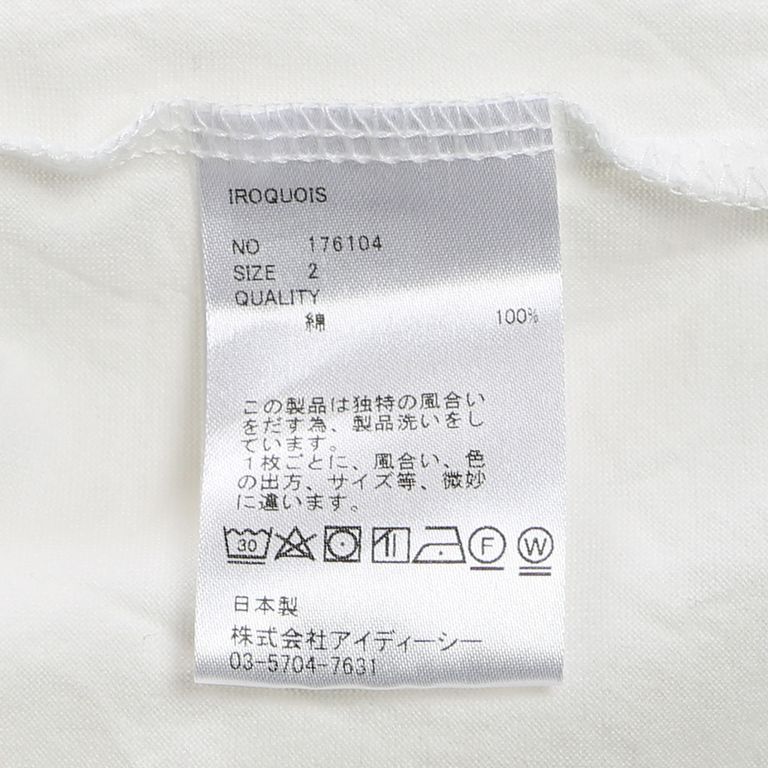 IROQUOIS
NO 176104
SIZE 2
QUALITY
綿 100%
この製品は独特の風合い
をだす為、製品洗いをし
ています。
1枚ごとに、風合い、色
の出方、サイズ等、微妙
に違います。
30 F W
日本製
株式会社アイディーシー
03-5704-7631